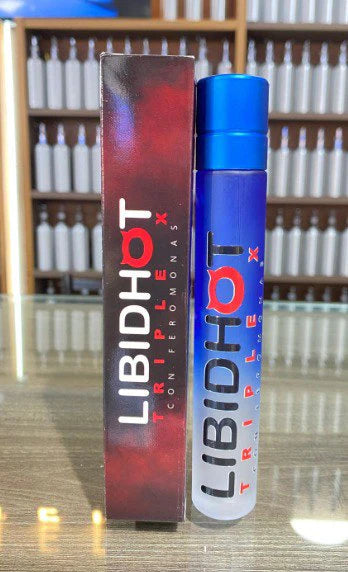 LIBIDHOT
TRIPLE X
CON FEROMONAS
LIBIDHOT
TRIPLE X
CON FEROMONAS